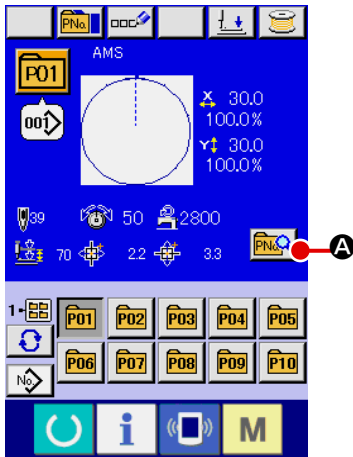 PNo.
AMS
P01
001
X 30.0
100.0%
Y 30.0
100.0%
39 50 2800
PNo.
A
70 2.2 3.3
1
P01 P02 P03 P04 P05
P06 P07 P08 P09 P10
No.
i M